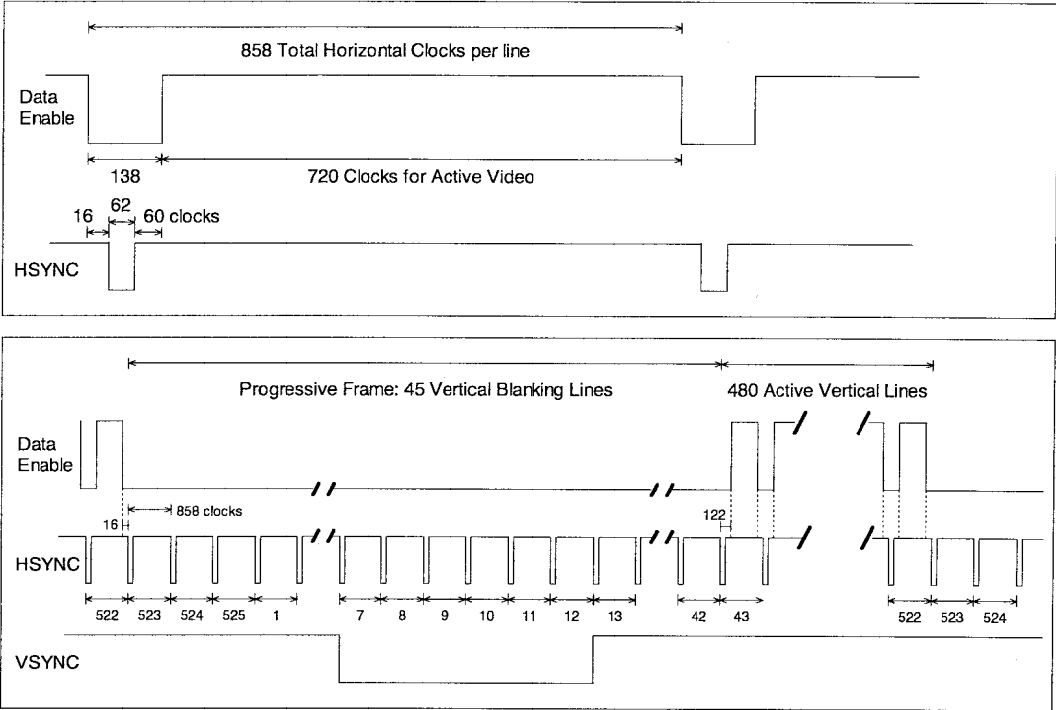 858 Total Horizontal Clocks per line
Data
Enable
138
720 Clocks for Active Video
62
16
60 clocks
HSYNC
Progressive Frame: 45 Vertical Blanking Lines
480 Active Vertical Lines
Data
Enable
858 clocks
16
122
HSYNC
522 523 524 525 1 7 8 9 10 11 12 13 42 43 522 523 524
VSYNC